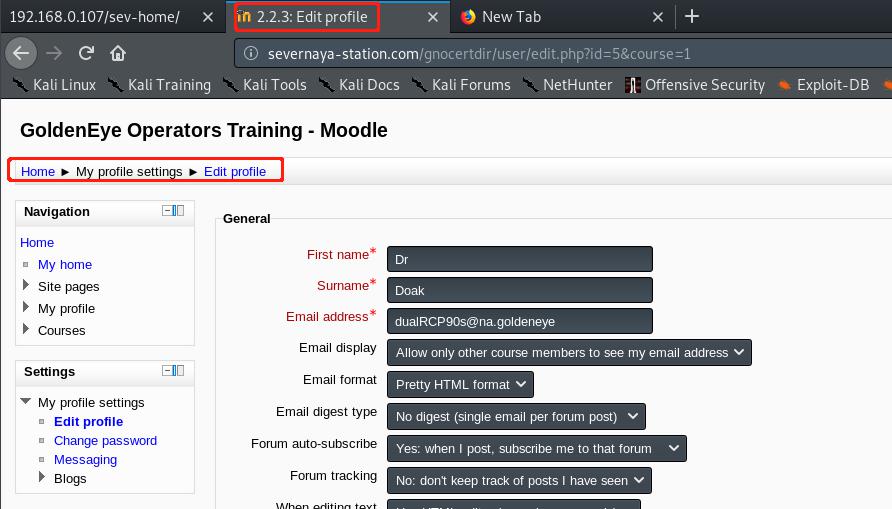 192.168.0.107/sev-home/ 2.2.3: Edit profile New Tab
severnaya-station.com/gnocertdir/user/edit.php?id=5&course=1
Kali Linux Kali Training Kali Tools Kali Docs Kali Forums NetHunter Offensive Security Exploit-DB
GoldenEye Operators Training - Moodle
Home ► My profile settings ► Edit profile
Navigation
Home
My home
Site pages
My profile
Courses
Settings
My profile settings
Edit profile
Change password
Messaging
Blogs
General
First name* Dr
Surname* Doak
Email address* dualRCP90s@na.goldeneye
Email display Allow only other course members to see my email address
Email format Pretty HTML format
Email digest type No digest (single email per forum post)
Forum auto-subscribe Yes: when I post, subscribe me to that forum
Forum tracking No: don't keep track of posts I have seen
When editing text